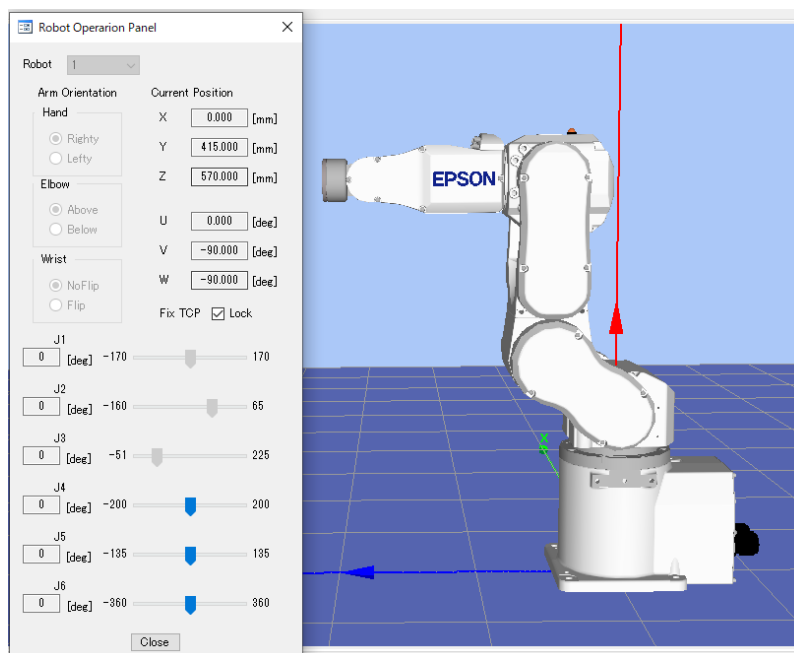 Robot Operarion Panel
Robot 1
Arm Orientation
Hand
Righty
Lefty
Elbow
Above
Below
Wrist
NoFlip
Flip
Current Position
X 0.000 [mm]
Y 415.000 [mm]
Z 570.000 [mm]
U 0.000 [deg]
V -90.000 [deg]
W -90.000 [deg]
Fix TCP Lock
J1
0 [deg] -170 170
J2
0 [deg] -160 65
J3
0 [deg] -51 225
J4
0 [deg] -200 200
J5
0 [deg] -135 135
J6
0 [deg] -360 360
Close
EPSON
X